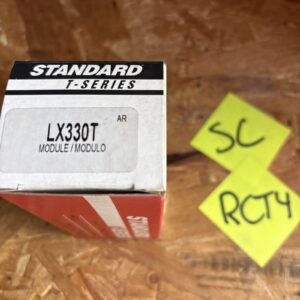 STANDARD
T-SERIES
AR
LX330T
MODULE / MODULO
SC
RCT4